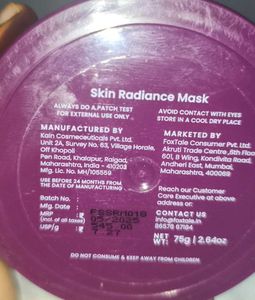 Skin Radiance Mask
ALWAYS DO A PATCH TEST
FOR EXTERNAL USE ONLY
AVOID CONTACT WITH EYES
STORE IN A COOL DRY PLACE
MANUFACTURED BY
Kain Cosmeceuticals Pvt. Ltd.
Unit 2A, Survey No. 63, Village Horale,
Off Khopoli
Pen Road, Khalapur, Raigad,
Maharashtra, India - 410203
Mfg. Lic. No: MH/105559
USE BEFORE 24 MONTHS FROM
THE DATE OF MANUFACTURING
MARKETED BY
FoxTale Consumer Pvt. Ltd.
Akruti Trade Centre, 5th Floor
601, B Wing, Kondivita Road,
Andheri East, Mumbai,
Maharashtra, 400069
Reach our Customer
Care Executive at above
address or:
CONTACT US
info@foxtale.in
Batch No.
Mfg. Date :
05/2025
MRP
(incl. of all taxes)
USP/g :
NET
WT: 75g / 2.64oz
DO NOT CONSUME & KEEP AWAY FROM CHILDREN